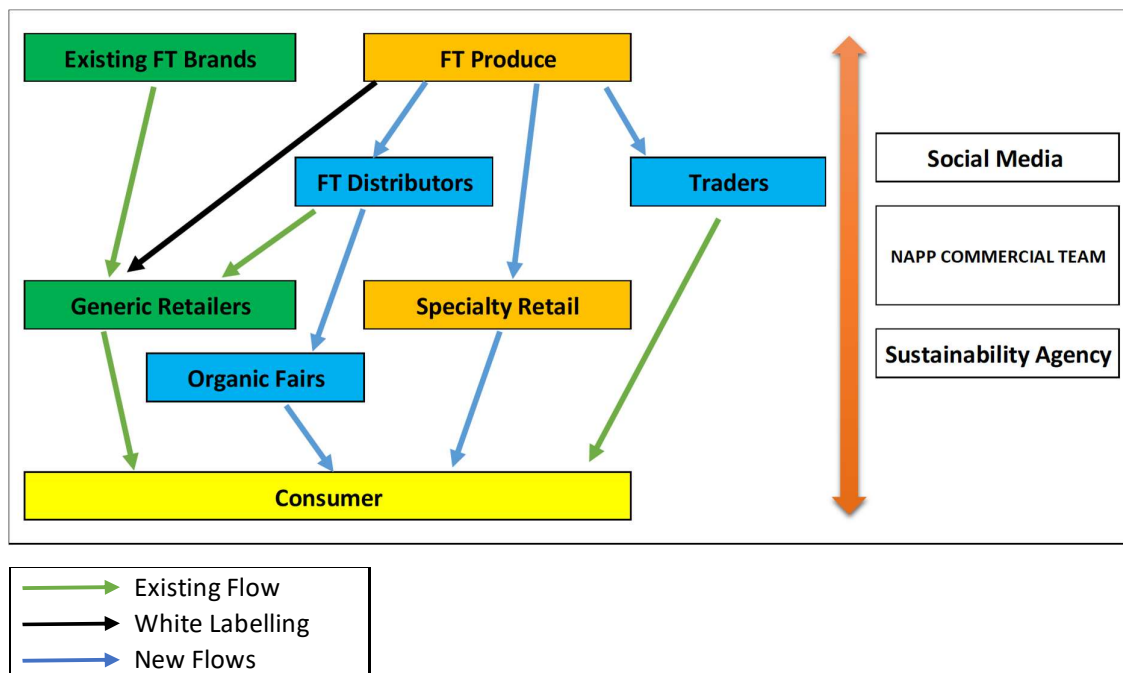 Existing FT Brands
FT Produce
FT Distributors
Traders
Social Media
NAPP COMMERCIAL TEAM
Generic Retailers
Specialty Retail
Sustainability Agency
Organic Fairs
Consumer
Existing Flow
White Labelling
New Flows